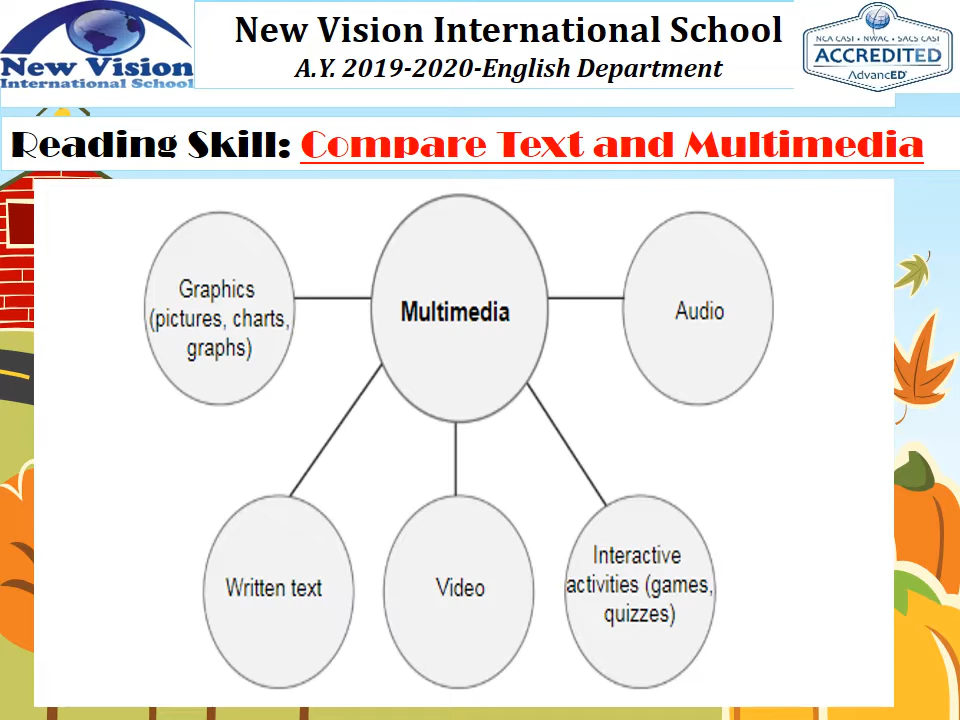 New Vision
International School
New Vision International School
A.Y. 2019-2020-English Department
NCA CASI • NWAC • SACS CASI
ACCREDITED
AdvancED®
Reading Skill: Compare Text and Multimedia
Graphics
(pictures, charts,
graphs)
Multimedia
Audio
Written text
Video
Interactive
activities (games,
quizzes)